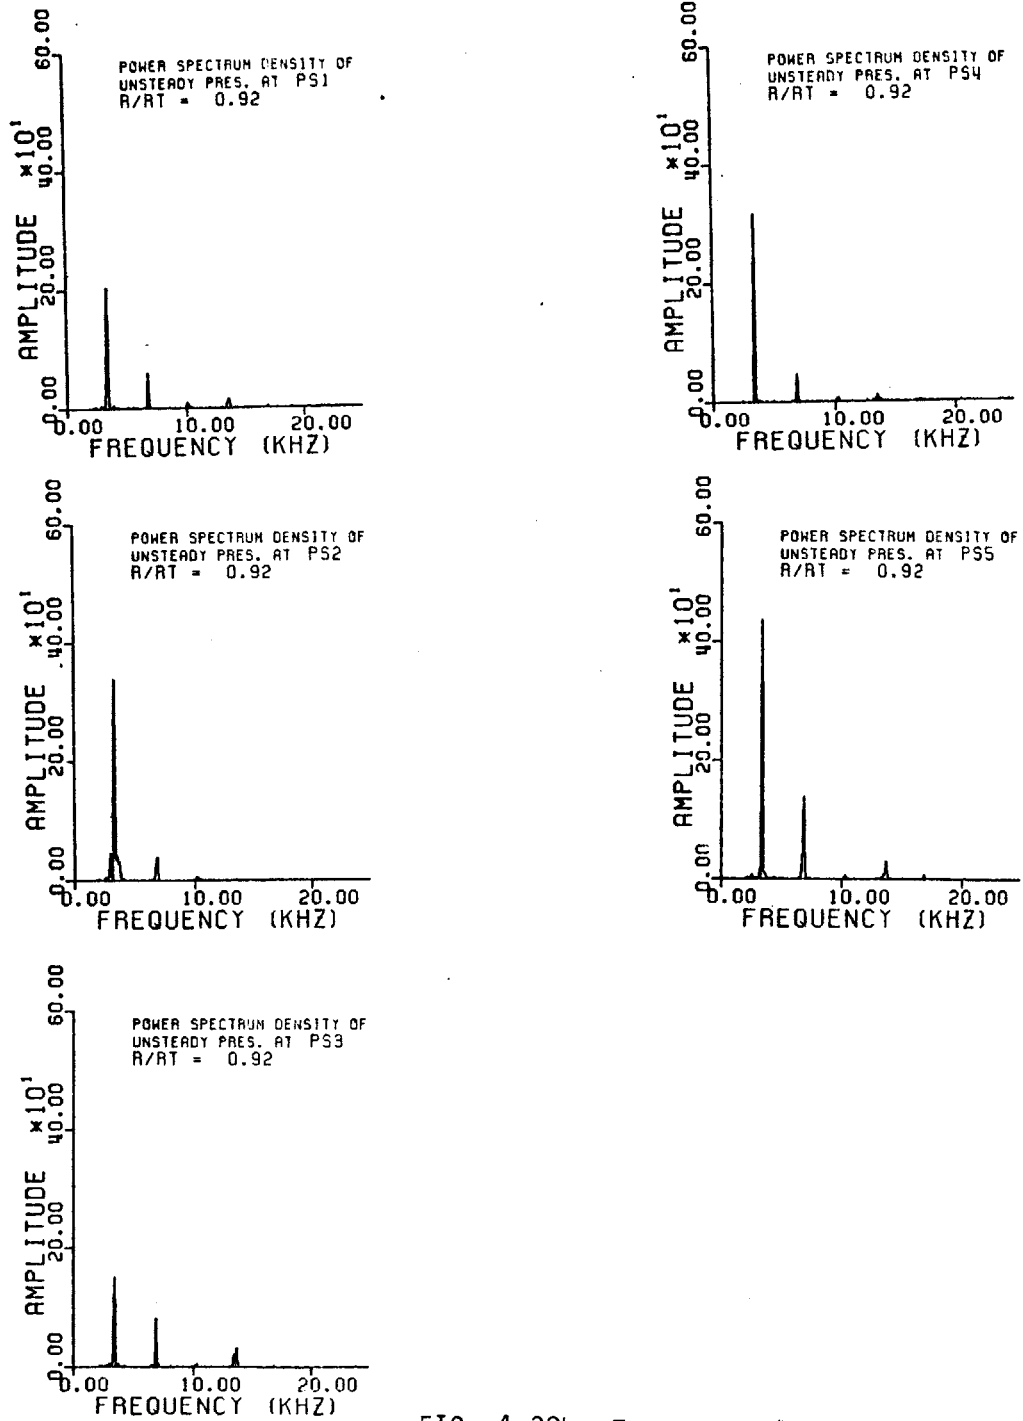 60.00
POWER SPECTRUM DENSITY OF
UNSTEADY PRES. AT PS1
R/RT = 0.92
AMPLITUDE *10¹
40.00
20.00
0.00
0.00 10.00 20.00
FREQUENCY (KHZ)
60.00
POWER SPECTRUM DENSITY OF
UNSTEADY PRES. AT PS2
R/RT = 0.92
AMPLITUDE *10¹
40.00
20.00
0.00
0.00 10.00 20.00
FREQUENCY (KHZ)
60.00
POWER SPECTRUM DENSITY OF
UNSTEADY PRES. AT PS3
R/RT = 0.92
AMPLITUDE *10¹
40.00
20.00
0.00
0.00 10.00 20.00
FREQUENCY (KHZ)
60.00
POWER SPECTRUM DENSITY OF
UNSTEADY PRES. AT PS4
R/RT = 0.92
AMPLITUDE *10¹
40.00
20.00
0.00
0.00 10.00 20.00
FREQUENCY (KHZ)
60.00
POWER SPECTRUM DENSITY OF
UNSTEADY PRES. AT PS5
R/RT = 0.92
AMPLITUDE *10¹
40.00
20.00
0.00
0.00 10.00 20.00
FREQUENCY (KHZ)
FIG.